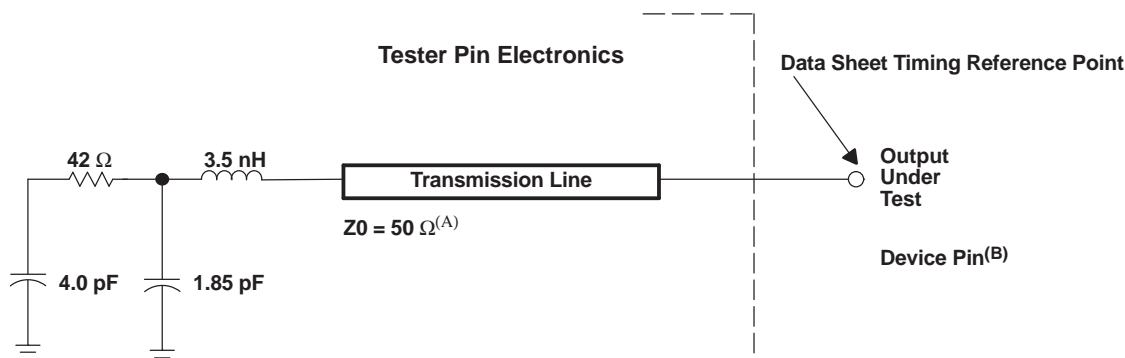 Tester Pin Electronics
Data Sheet Timing Reference Point
42 Ω
3.5 nH
Transmission Line
Output
Under
Test
Z0 = 50 Ω(A)
Device Pin(B)
4.0 pF
1.85 pF